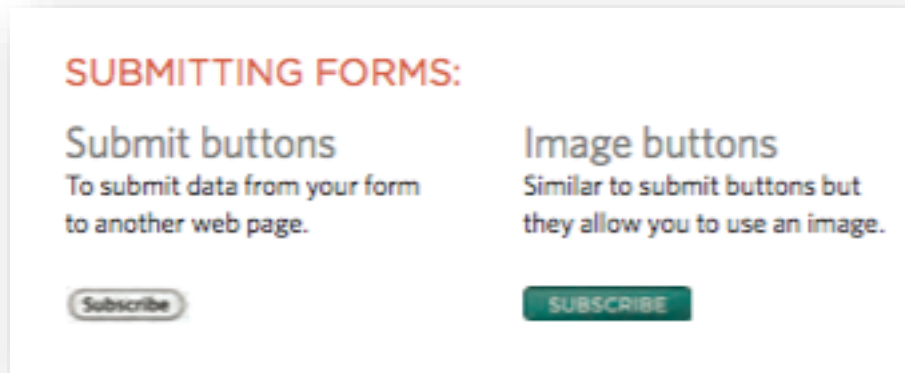 SUBMITTING FORMS:
Submit buttons
To submit data from your form
to another web page.
Subscribe
Image buttons
Similar to submit buttons but
they allow you to use an image.
SUBSCRIBE